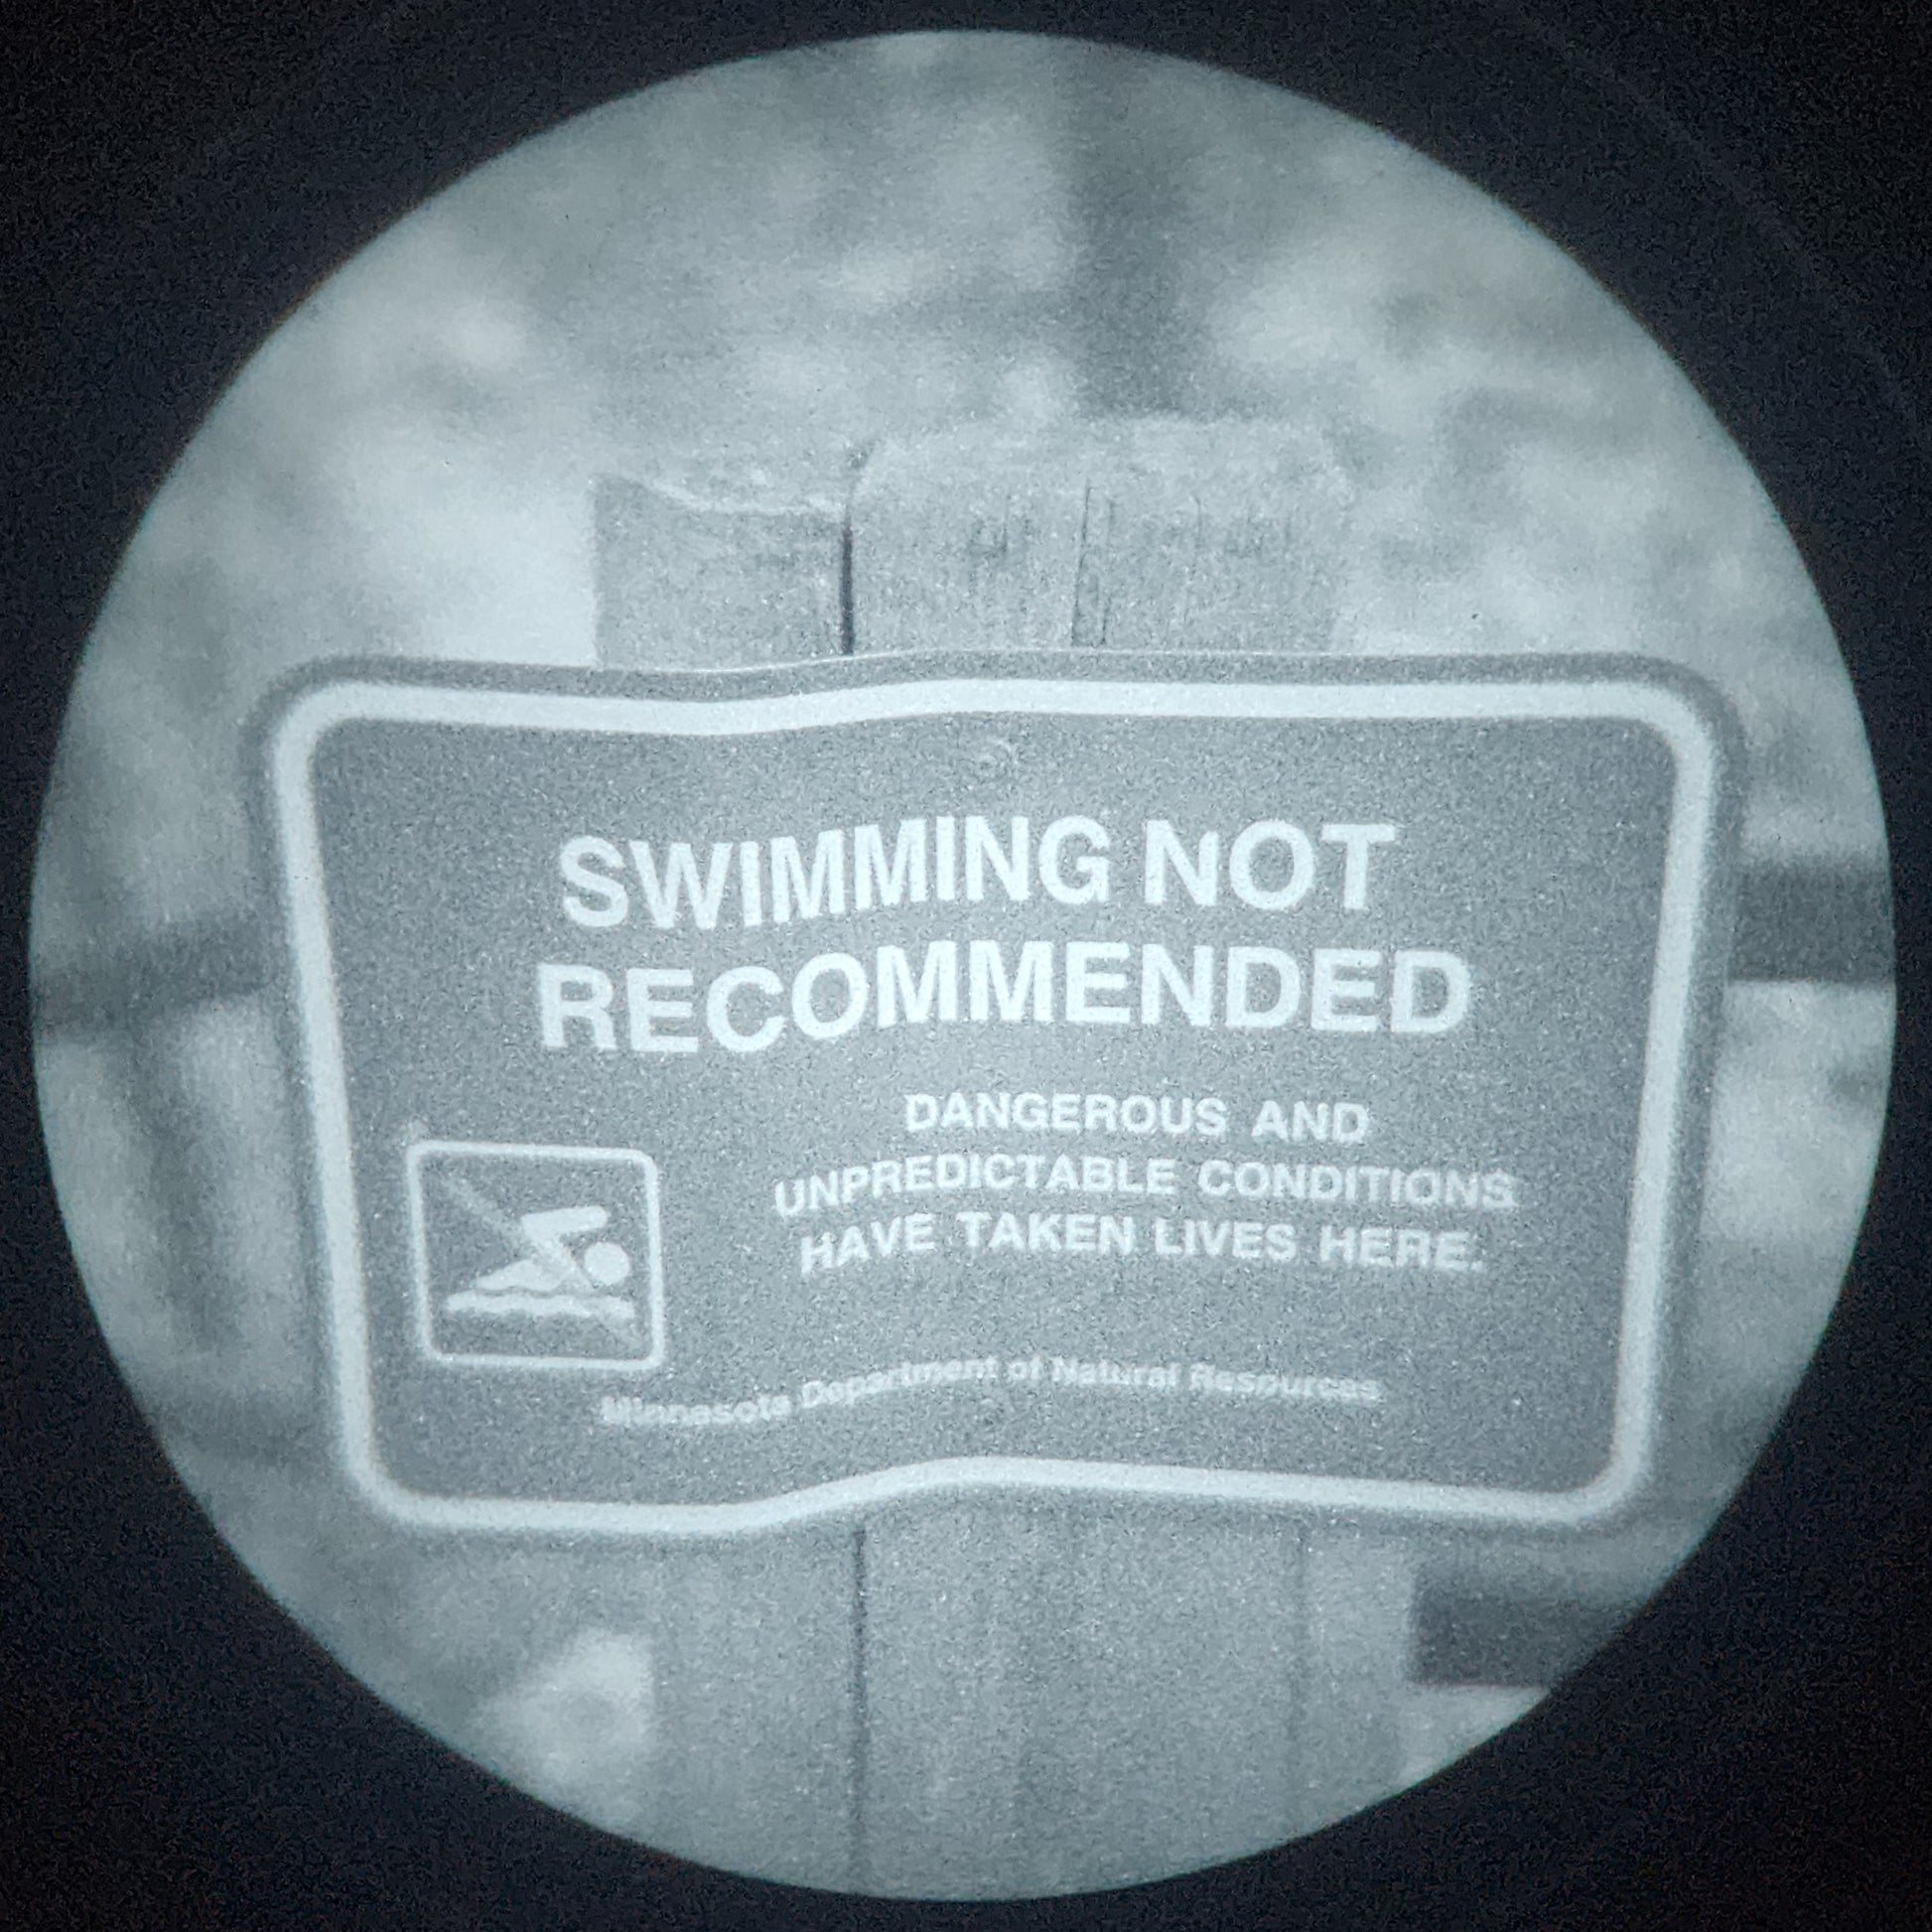 SWIMMING NOT
RECOMMENDED
DANGEROUS AND
UNPREDICTABLE CONDITIONS
HAVE TAKEN LIVES HERE.
Minnesota Department of Natural Resources